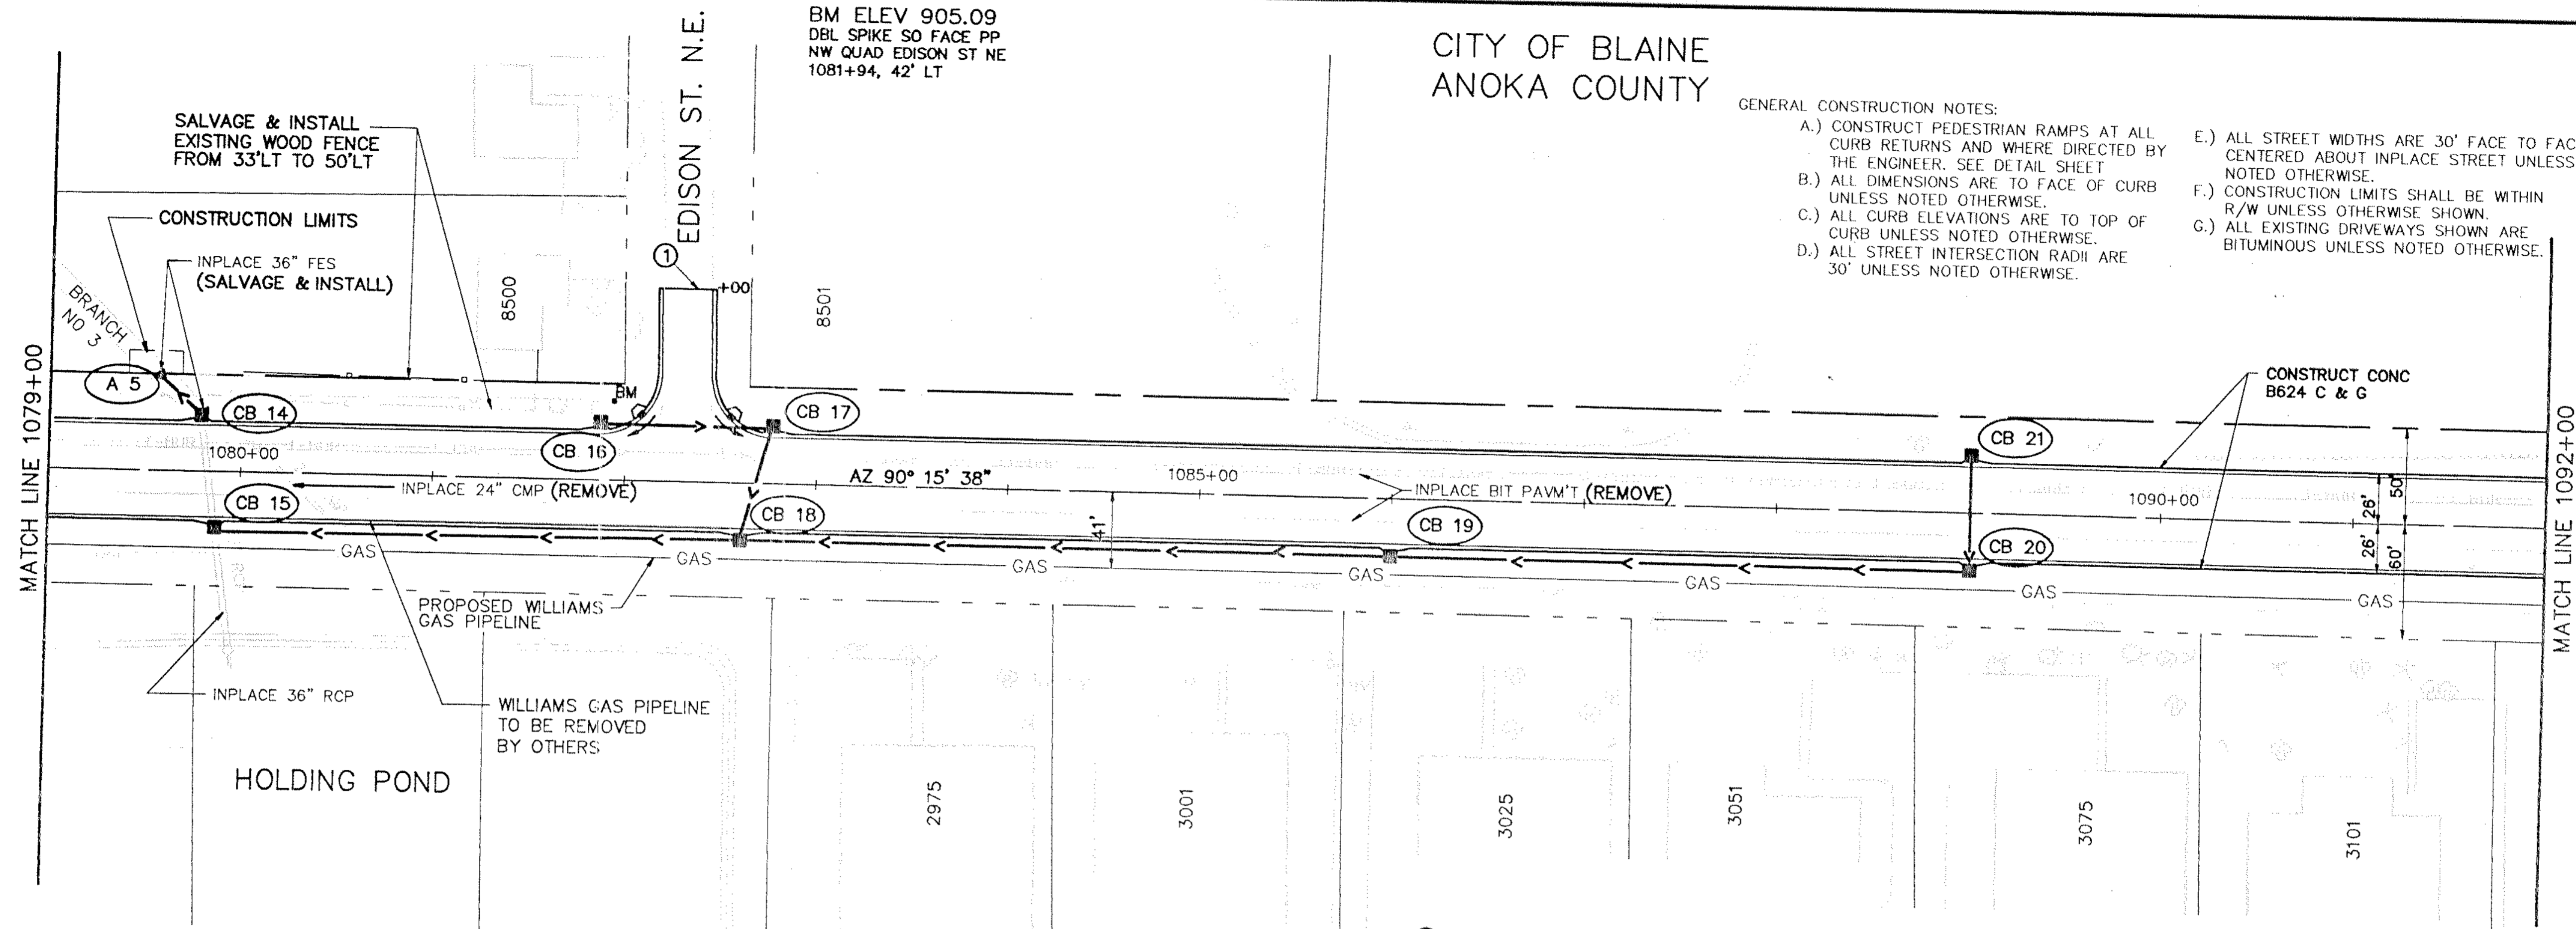 BM ELEV 905.09
DBL SPIKE SO FACE PP
NW QUAD EDISON ST NE
1081+94, 42' LT
CITY OF BLAINE
ANOKA COUNTY
GENERAL CONSTRUCTION NOTES:
A.) CONSTRUCT PEDESTRIAN RAMPS AT ALL
CURB RETURNS AND WHERE DIRECTED BY
THE ENGINEER. SEE DETAIL SHEET
B.) ALL DIMENSIONS ARE TO FACE OF CURB
UNLESS NOTED OTHERWISE.
C.) ALL CURB ELEVATIONS ARE TO TOP OF
CURB UNLESS NOTED OTHERWISE.
D.) ALL STREET INTERSECTION RADII ARE
30' UNLESS NOTED OTHERWISE.
E.) ALL STREET WIDTHS ARE 30' FACE TO FAC
CENTERED ABOUT INPLACE STREET UNLESS
NOTED OTHERWISE.
F.) CONSTRUCTION LIMITS SHALL BE WITHIN
R/W UNLESS OTHERWISE SHOWN.
G.) ALL EXISTING DRIVEWAYS SHOWN ARE
BITUMINOUS UNLESS NOTED OTHERWISE.
SALVAGE & INSTALL
EXISTING WOOD FENCE
FROM 33'LT TO 50'LT
CONSTRUCTION LIMITS
INPLACE 36" FES
(SALVAGE & INSTALL)
BRANCH
NO 3
EDISON ST. N.E.
1
+00
8500
8501
MATCH LINE 1079+00
A 5
CB 14
BM
CB 16
CB 17
CB 21
CONSTRUCT CONC
B624 C & G
MATCH LINE 1092+00
1080+00
INPLACE 24" CMP (REMOVE)
AZ 90° 15' 38"
1085+00
INPLACE BIT PAVM'T (REMOVE)
1090+00
26'
50'
26'
60'
41'
CB 15
CB 18
CB 19
CB 20
GAS
GAS
GAS
GAS
GAS
GAS
GAS
PROPOSED WILLIAMS
GAS PIPELINE
INPLACE 36" RCP
WILLIAMS GAS PIPELINE
TO BE REMOVED
BY OTHERS
HOLDING POND
2975
3001
3025
3051
3075
3101